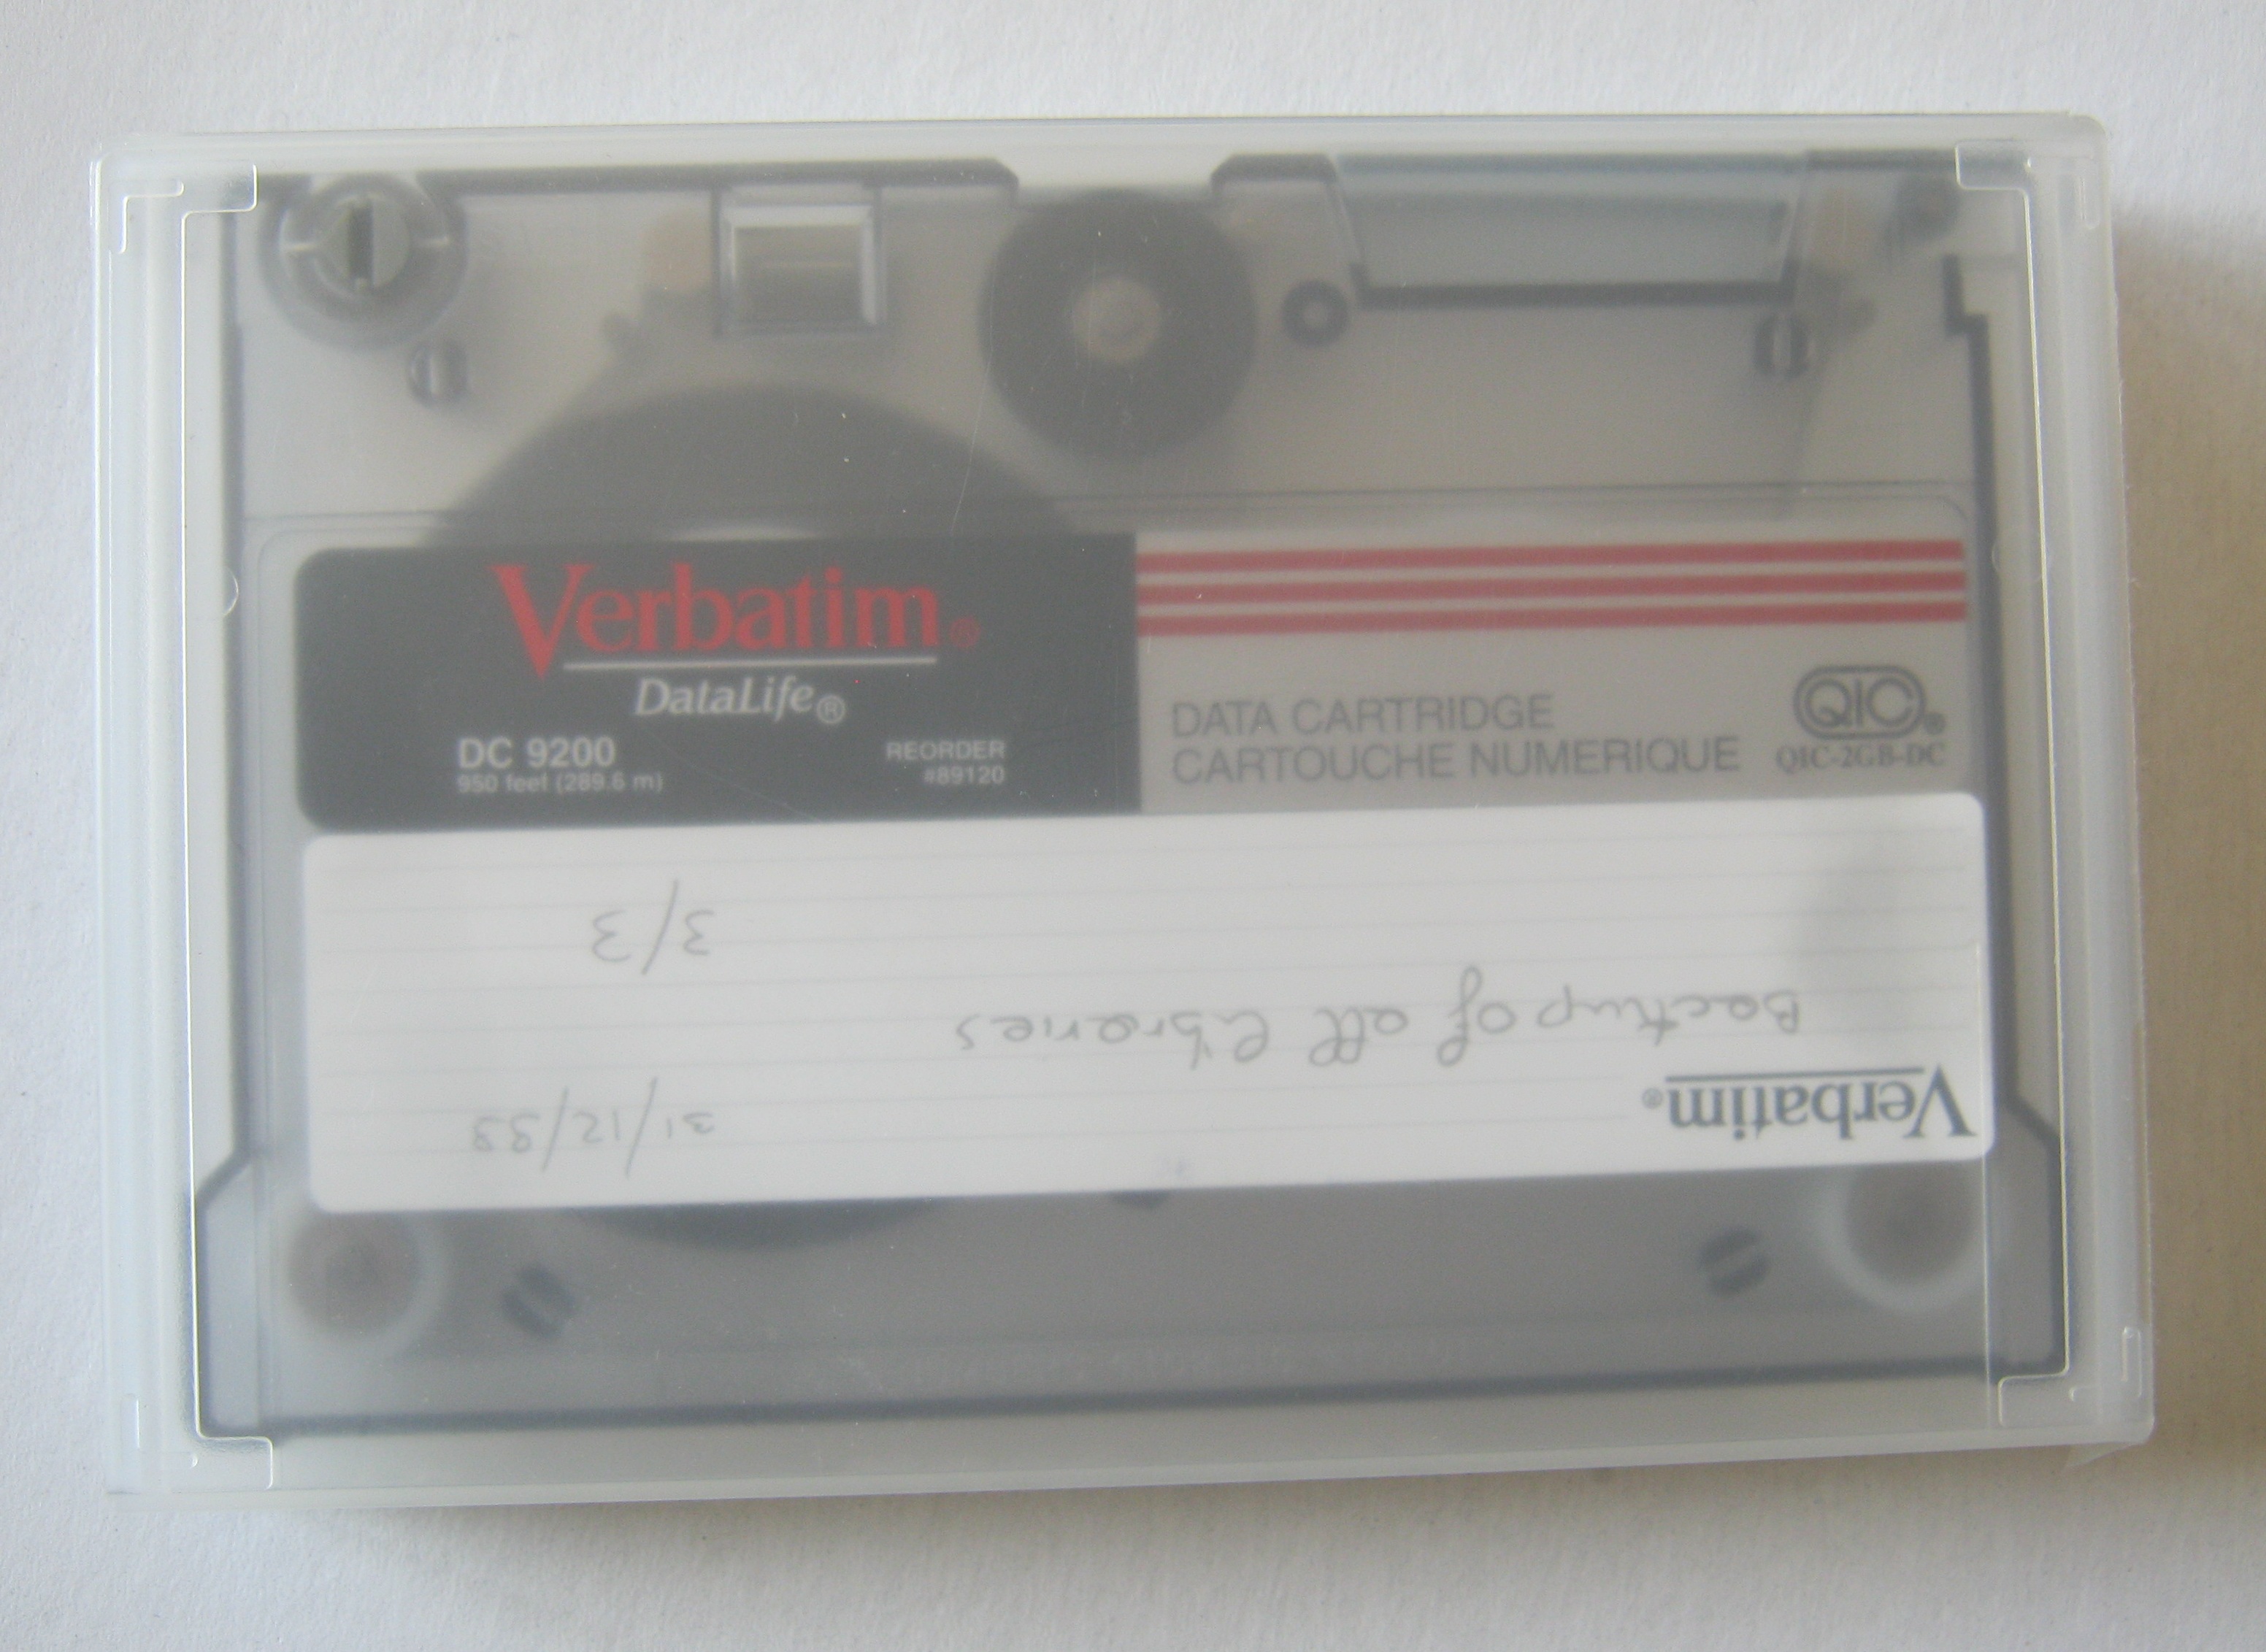 Verbatim®
DataLife®
DC 9200
950 feet (289.6 m)
REORDER
#89120
DATA CARTRIDGE
CARTOUCHE NUMERIQUE
QIC®
QIC-2GB-DC
Verbatim®
31/12/99
Backup of all libraries
3/3